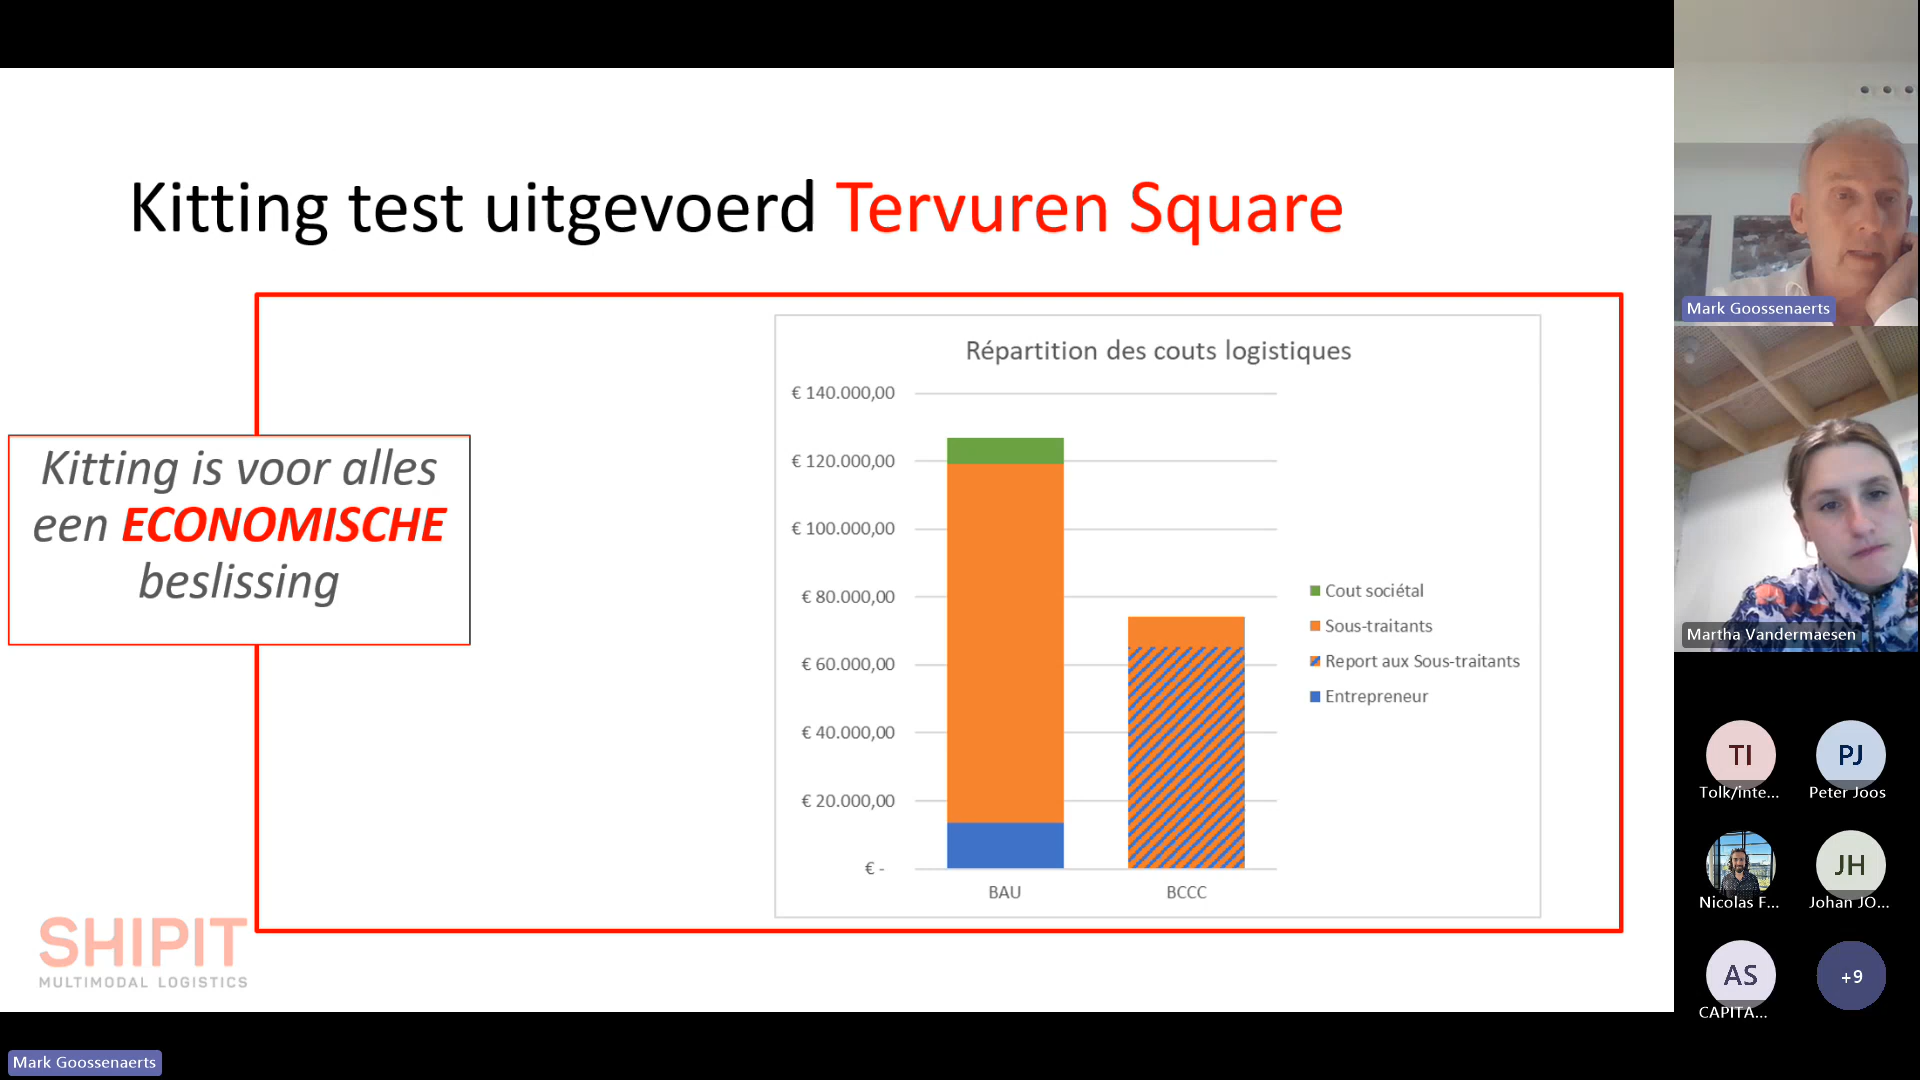 Kitting test uitgevoerd Tervuren Square
Kitting is voor alles
een ECONOMISCHE
beslissing
Répartition des couts logistiques
€ 140.000,00
€ 120.000,00
€ 100.000,00
€ 80.000,00
€ 60.000,00
€ 40.000,00
€ 20.000,00
€ -
BAU
BCCC
Cout sociétal
Sous-traitants
Report aux Sous-traitants
Entrepreneur
SHIPIT
MULTIMODAL LOGISTICS
Mark Goossenaerts
Martha Vandermaesen
TI
Tolk/inte...
PJ
Peter Joos
Nicolas F...
JH
Johan JO...
AS
CAPITA...
+9
Mark Goossenaerts